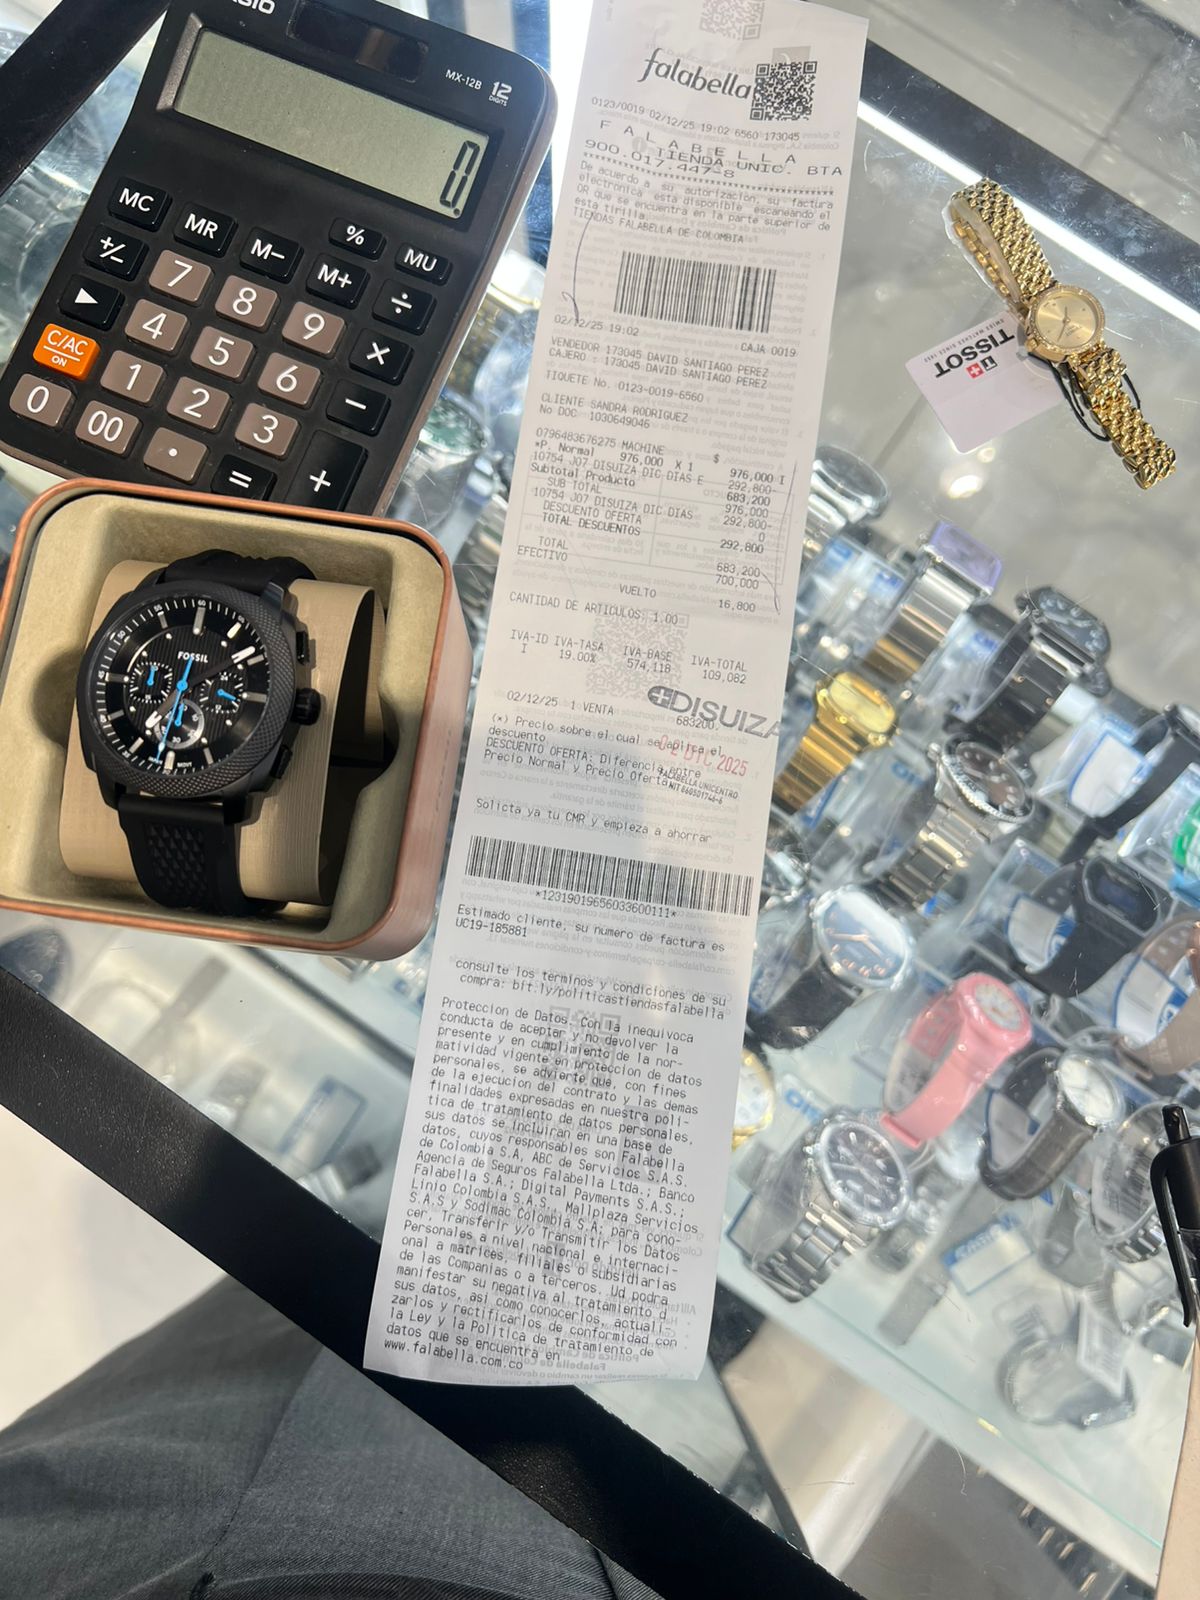 CASIO
MX-12B 12
DIGITS
0.
MC MR M- M+ % MU
+/- 7 8 9 ÷
▶ 4 5 6 ×
C/AC
ON
1 2 3 −
0 00 · = +
FOSSIL
TISSOT
SWISS WATCHES SINCE 1853
falabella
0123/0019 02/12/25 19:02 6560 173045
F A L A B E L L A
TIENDA UNIC. BTA
900.017.447-8
De acuerdo a su autorización, su factura
electronica esta disponible escaneando el
QR que se encuentra en la parte superior de
esta tirilla.
TIENDAS FALABELLA DE COLOMBIA
02/12/25 19:02 CAJA 0019
VENDEDOR 173045 DAVID SANTIAGO PEREZ
CAJERO : 173045 DAVID SANTIAGO PEREZ
TIQUETE No. 0123-0019-6560
CLIENTE SANDRA RODRIGUEZ
No DOC 1030649046
$
0796483676275 MACHINE
*P. Normal 976,000 X 1 976,000 I
10754 J07 DISUIZA DIC DIAS E 292,800-
Subtotal Producto 683,200
SUB TOTAL 976,000
10754 J07 DISUIZA DIC DIAS 292,800-
DESCUENTO OFERTA 0
TOTAL DESCUENTOS 292,800
TOTAL 683,200
EFECTIVO 700,000
VUELTO 16,800
CANTIDAD DE ARTICULOS 1.00
IVA-ID IVA-TASA IVA-BASE IVA-TOTAL
I 19.00% 574,118 109,082
DISUIZA
02/12/25 1 VENTA 683200,
(*) Precio sobre el cual se aplica el
descuento
02 DIC 2025
DESCUENTO OFERTA: Diferencia entre
Precio Normal y Precio Oferta
FALABELLA UNICENTRO
Solicita ya tu CMR y empieza a ahorrar
*12319019656033600111*
Estimado cliente, su numero de factura es
UC19-185881
consulte los terminos y condiciones de su
compra: bit.ly/politicastiendasfalabella
Proteccion de Datos. Con la inequivoca
conducta de aceptar y no devolver la
presente y en cumplimiento de la nor-
matividad vigente en proteccion de datos
personales, se advierte que, con fines
de la ejecucion del contrato y las demas
finalidades expresadas en nuestra poli-
tica de tratamiento de datos personales,
sus datos se incluiran en una base de
datos, cuyos responsables son Falabella
de Colombia S.A, ABC de Servicios S.A.S.
Agencia de Seguros Falabella Ltda.; Banco
Falabella S.A.; Digital Payments S.A.S.;
Linio Colombia S.A.S. Mallplaza Servicios
S.A.S y Sodimac Colombia S.A, para cono-
cer, Transferir y/o Transmitir los Datos
Personales a nivel nacional e internaci-
onal a matrices, filiales o subsidiarias
de las Companias o a terceros. Ud podra
manifestar su negativa al tratamiento d
sus datos, asi como conocerlos, actuali-
zarlos y rectificarlos de conformidad con
la Ley y la Politica de tratamiento de
datos que se encuentra en
www.falabella.com.co